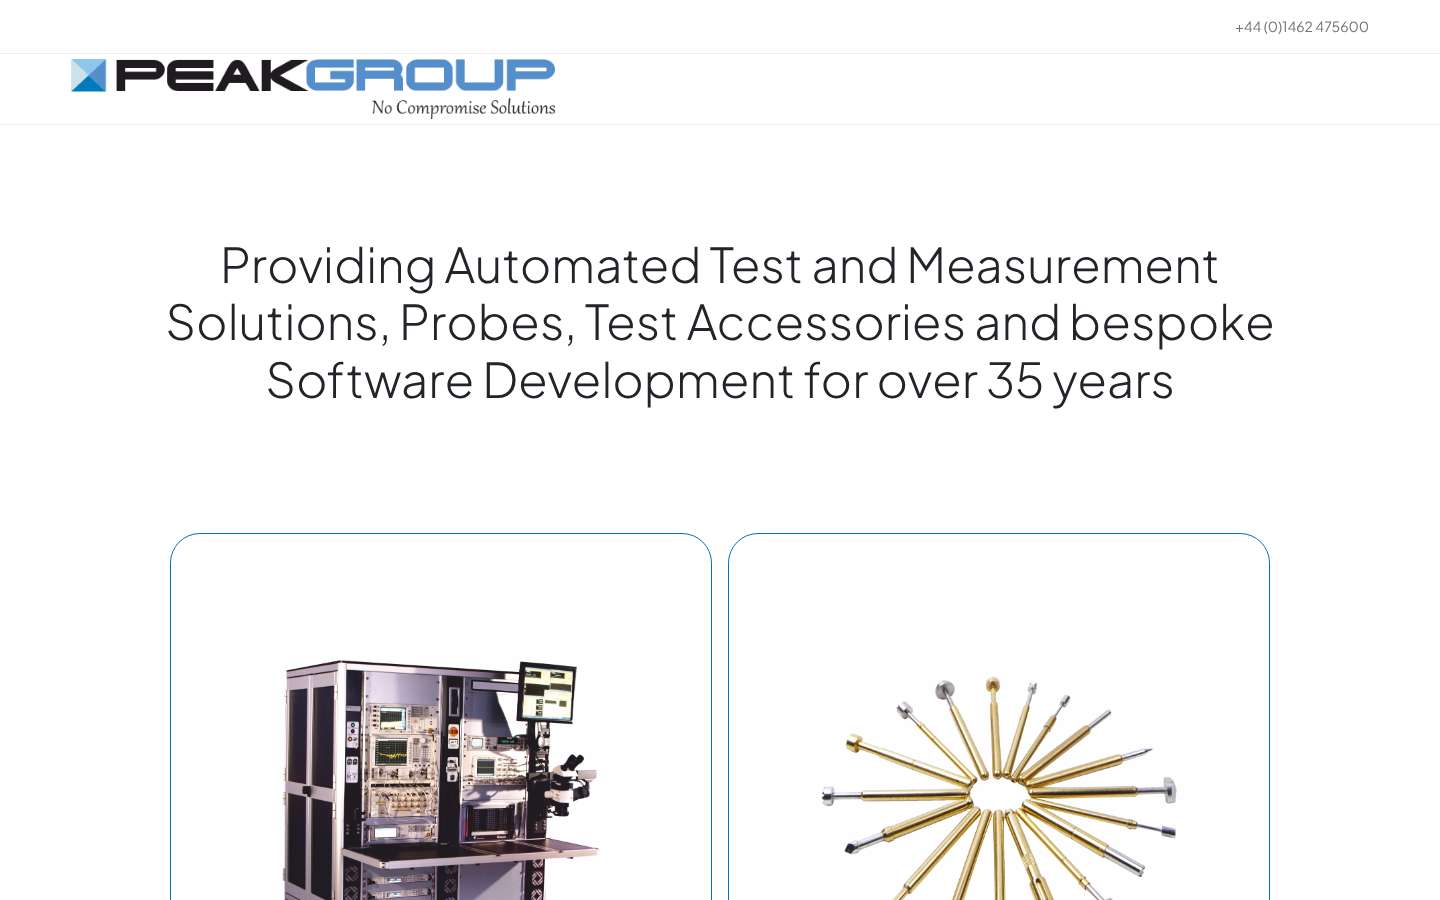 +44 (0)1462 475600
PEAKGROUP
No Compromise Solutions
Providing Automated Test and Measurement
Solutions, Probes, Test Accessories and bespoke
Software Development for over 35 years